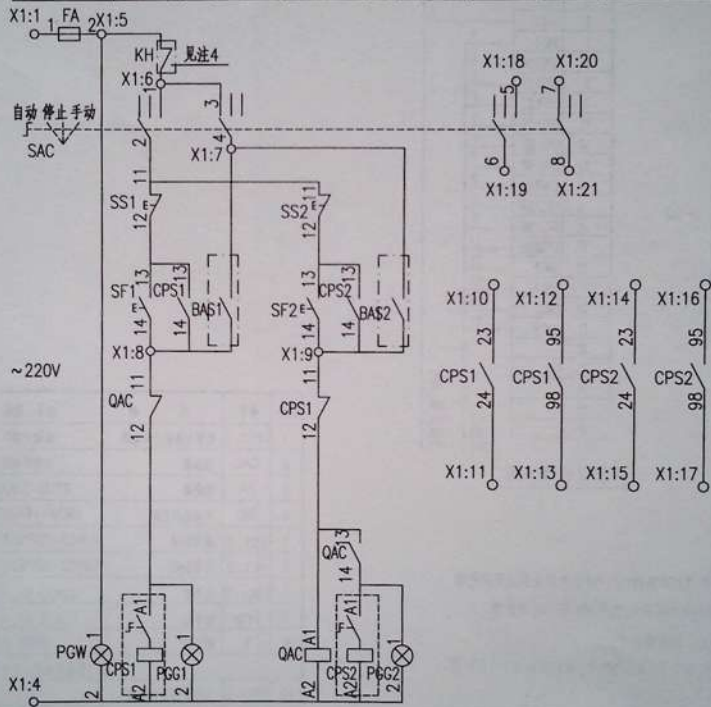 X1:1 FA X1:5
1 2
KH 见注4
X1:6
X1:18 X1:20
1 3 5 7
自动 停止 手动
SAC
2 4 6 8
X1:7
X1:19 X1:21
11 11
SS1 E SS2 E
12 12
13 13 13 13
SF1 E CPS1 BAS1 SF2 E CPS2 BAS2
14 14 14 14
X1:8 X1:9
X1:10 X1:12 X1:14 X1:16
23 95 23 95
CPS1 CPS1 CPS2 CPS2
24 98 24 98
X1:11 X1:13 X1:15 X1:17
~220V
11 11
QAC CPS1
12 12
13
QAC
14
A1 A1
PGW 1 CPS1 1 PGG1 QAC A1 CPS2 1 PGG2
2 A2 2 A2 A2 2
X1:4